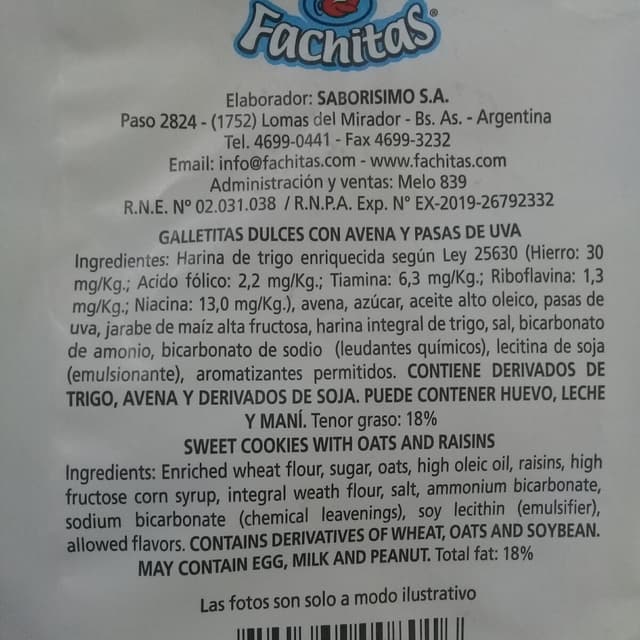 Fachitas®
Elaborador: SABORISIMO S.A.
Paso 2824 - (1752) Lomas del Mirador - Bs. As. - Argentina
Tel. 4699-0441 - Fax 4699-3232
Email: info@fachitas.com - www.fachitas.com
Administración y ventas: Melo 839
R.N.E. Nº 02.031.038 / R.N.P.A. Exp. Nº EX-2019-26792332
GALLETITAS DULCES CON AVENA Y PASAS DE UVA
Ingredientes: Harina de trigo enriquecida según Ley 25630 (Hierro: 30
mg/Kg.; Acido fólico: 2,2 mg/Kg.; Tiamina: 6,3 mg/Kg.; Riboflavina: 1,3
mg/Kg.; Niacina: 13,0 mg/Kg.), avena, azúcar, aceite alto oleico, pasas de
uva, jarabe de maíz alta fructosa, harina integral de trigo, sal, bicarbonato
de amonio, bicarbonato de sodio (leudantes químicos), lecitina de soja
(emulsionante), aromatizantes permitidos. CONTIENE DERIVADOS DE
TRIGO, AVENA Y DERIVADOS DE SOJA. PUEDE CONTENER HUEVO, LECHE
Y MANÍ. Tenor graso: 18%
SWEET COOKIES WITH OATS AND RAISINS
Ingredients: Enriched wheat flour, sugar, oats, high oleic oil, raisins, high
fructose corn syrup, integral weath flour, salt, ammonium bicarbonate,
sodium bicarbonate (chemical leavenings), soy lecithin (emulsifier),
allowed flavors. CONTAINS DERIVATIVES OF WHEAT, OATS AND SOYBEAN.
MAY CONTAIN EGG, MILK AND PEANUT. Total fat: 18%
Las fotos son solo a modo ilustrativo